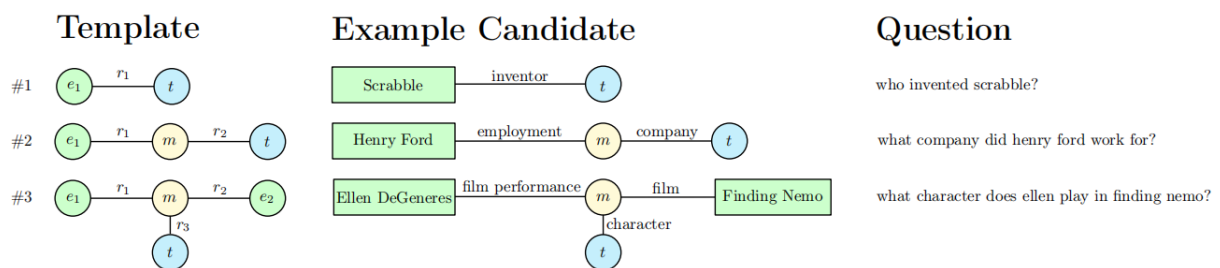 Template Example Candidate Question
#1 e1 r1 t Scrabble inventor t who invented scrabble?
#2 e1 r1 m r2 t Henry Ford employment m company t what company did henry ford work for?
#3 e1 r1 m r2 e2 Ellen DeGeneres film performance m film Finding Nemo what character does ellen play in finding nemo?
r3 character
t t